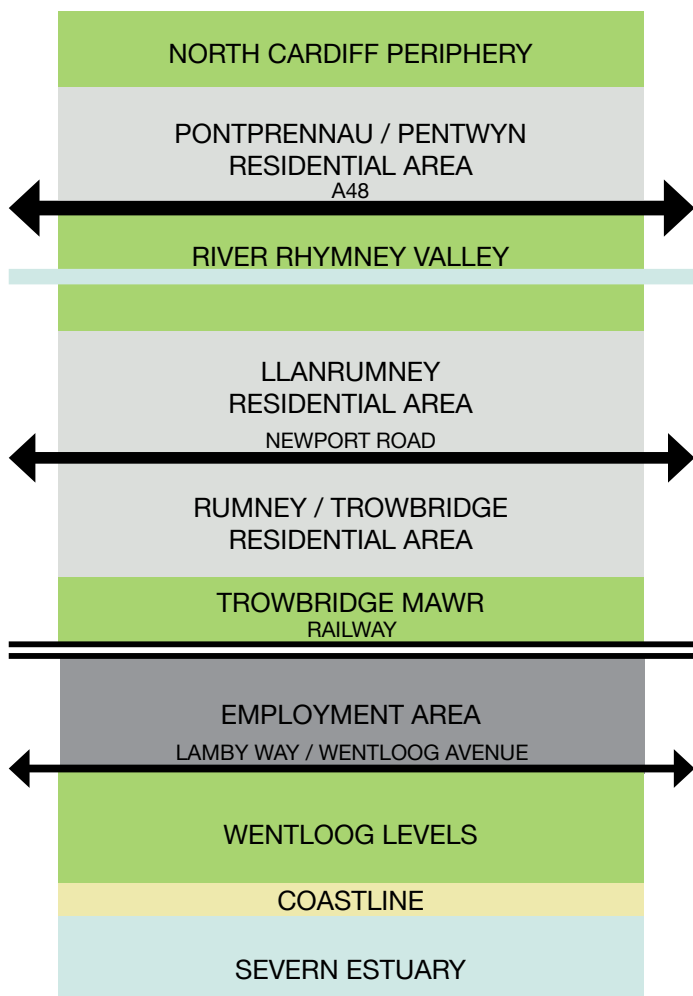 NORTH CARDIFF PERIPHERY
PONTPRENNAU / PENTWYN
RESIDENTIAL AREA
A48
RIVER RHYMNEY VALLEY
LLANRUMNEY
RESIDENTIAL AREA
NEWPORT ROAD
RUMNEY / TROWBRIDGE
RESIDENTIAL AREA
TROWBRIDGE MAWR
RAILWAY
EMPLOYMENT AREA
LAMBY WAY / WENTLOOG AVENUE
WENTLOOG LEVELS
COASTLINE
SEVERN ESTUARY